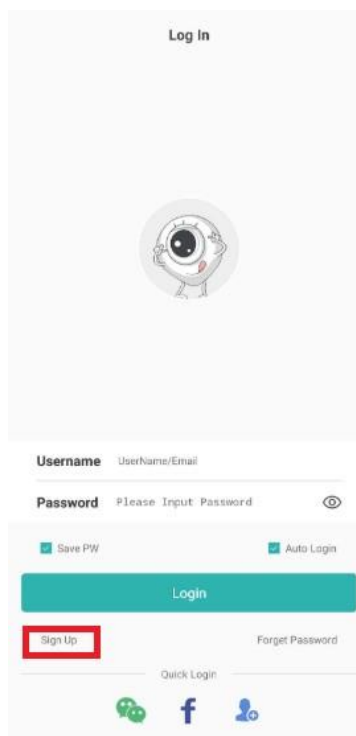 Log In
Username UserName/Email
Password Please Input Password
Save PW Auto Login
Login
Sign Up Forget Password
Quick Login